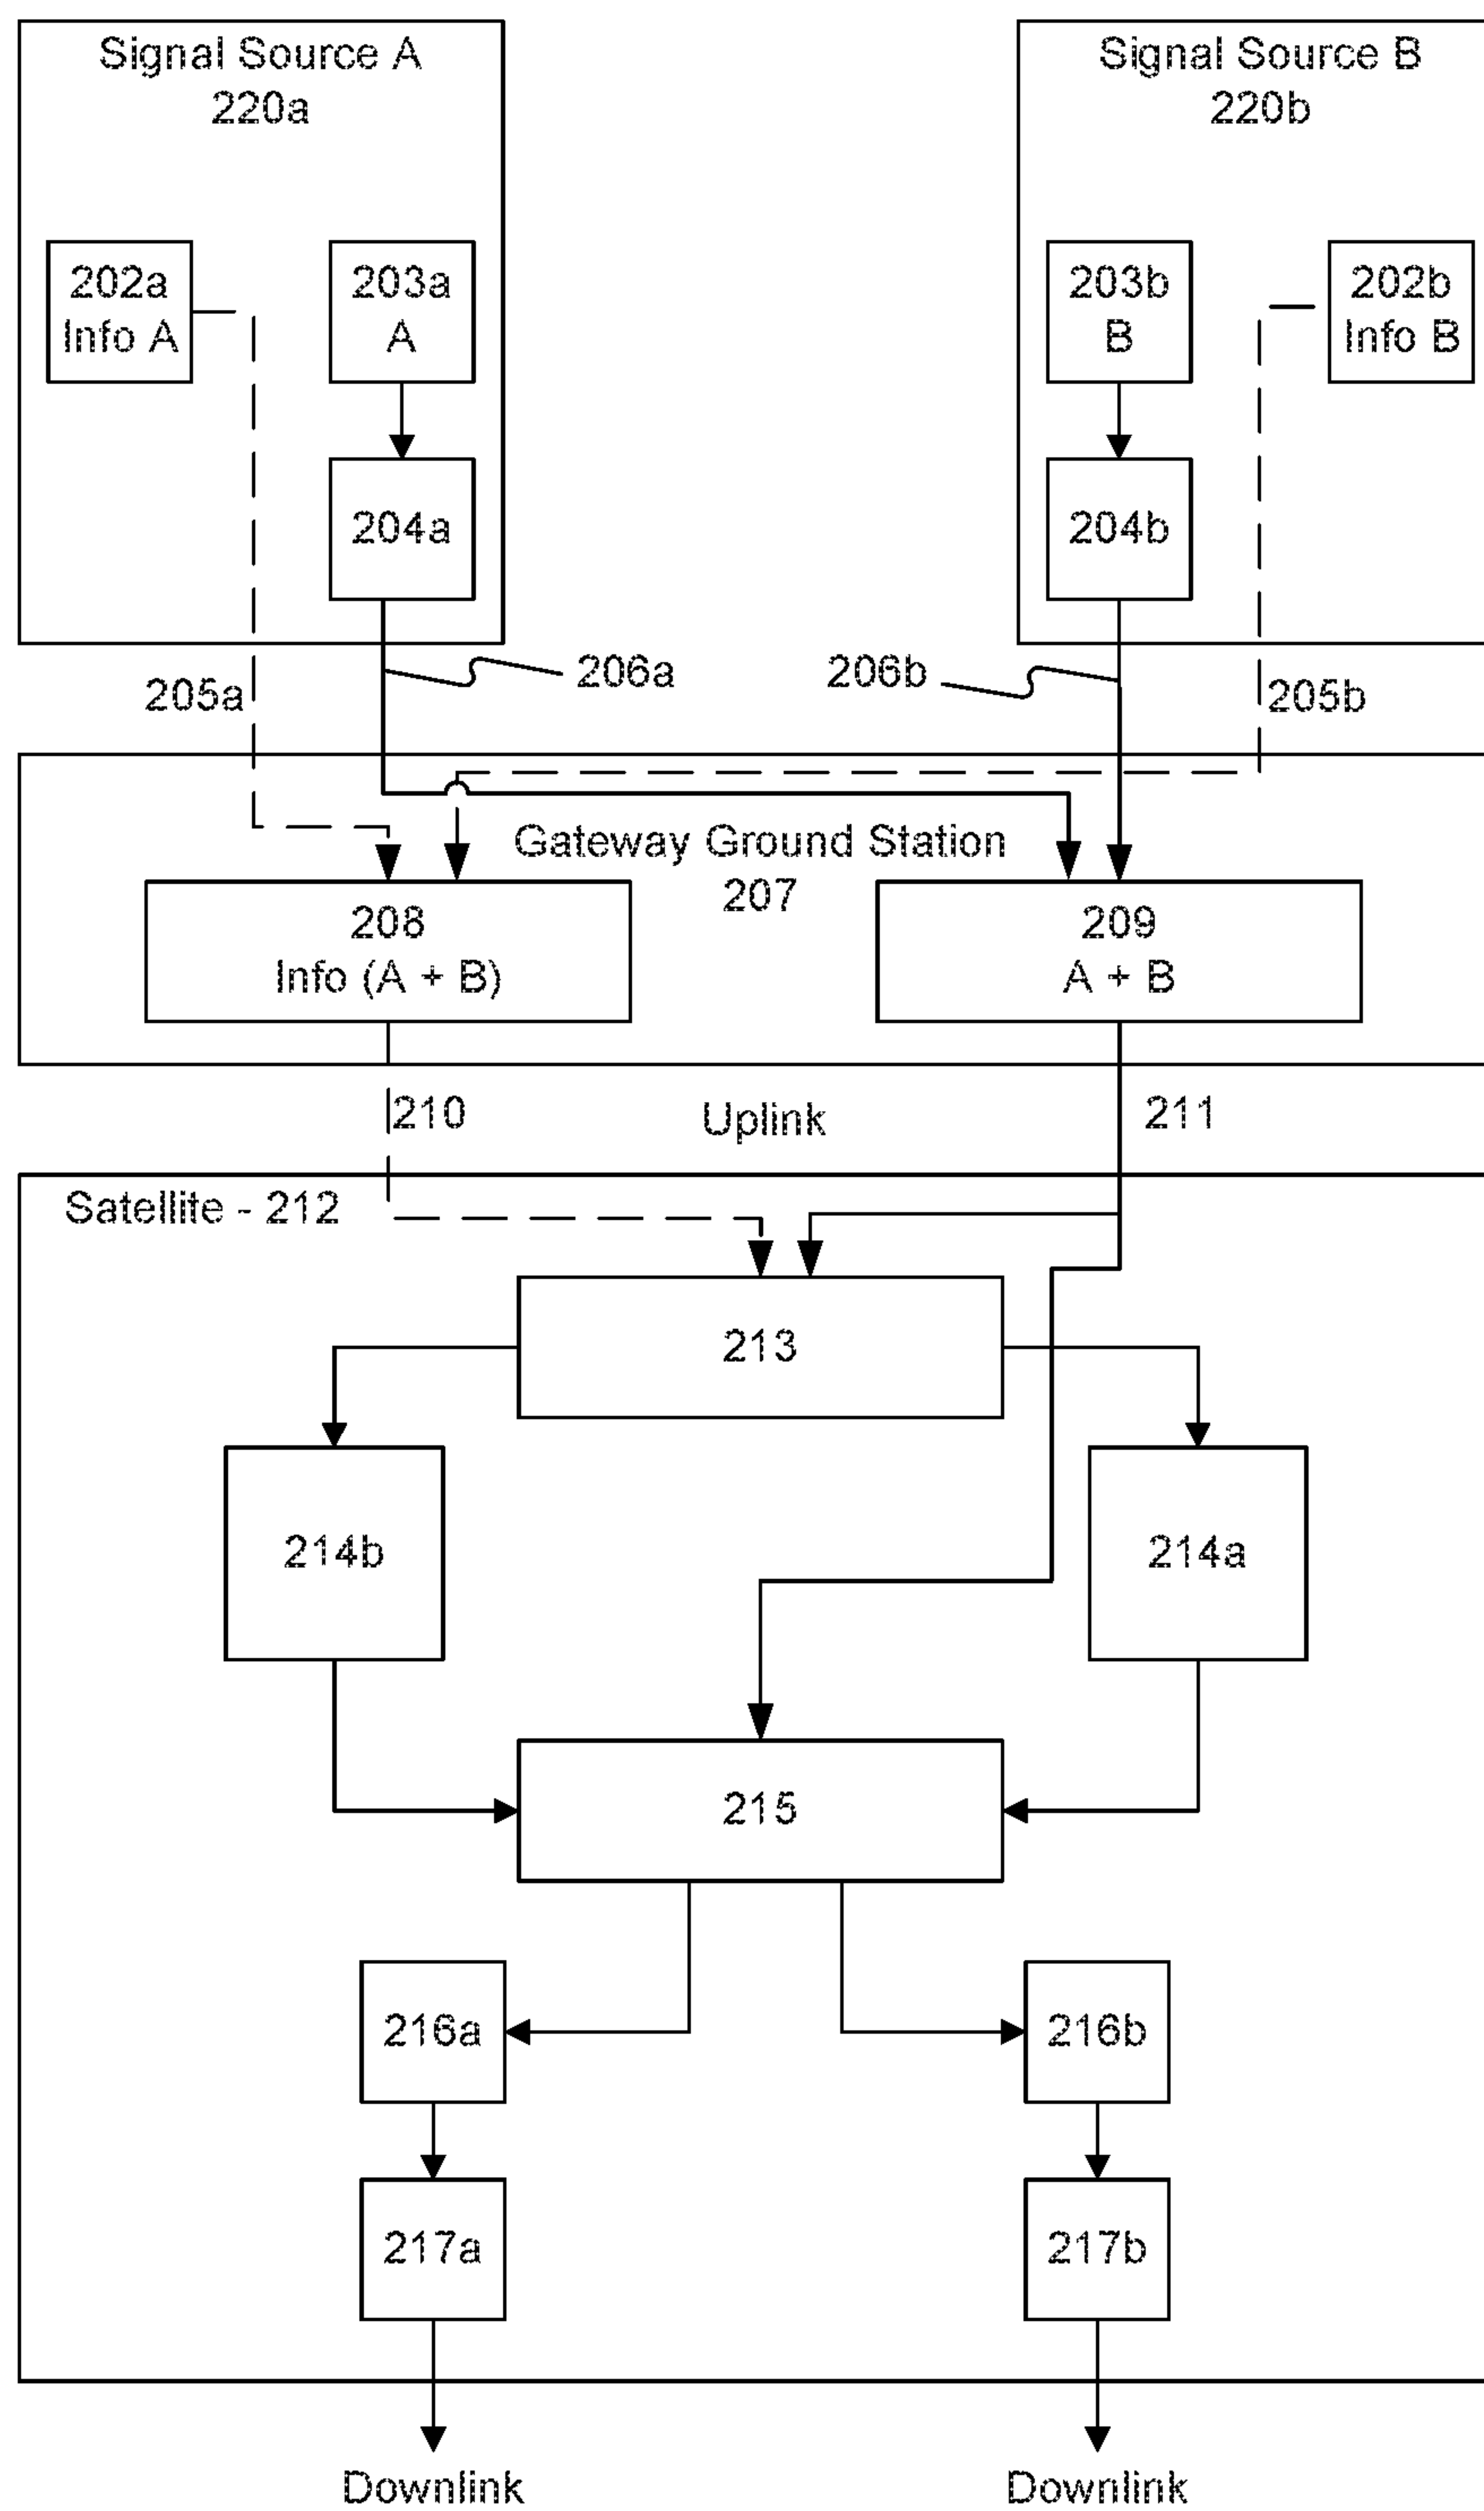 Signal Source A
220a
Signal Source B
220b
202a
Info A
203a
A
203b
B
202b
Info B
204a
204b
206a
206b
205a
205b
Gateway Ground Station
207
208
Info (A + B)
209
A + B
210
Uplink
211
Satellite - 212
213
214b
214a
215
216a
216b
217a
217b
Downlink
Downlink